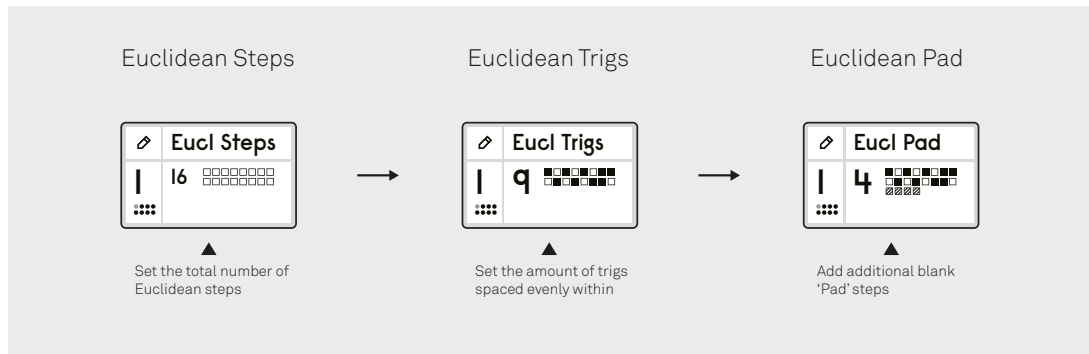 Euclidean Steps
Eucl Steps
1
16
Set the total number of
Euclidean steps
Euclidean Trigs
Eucl Trigs
1
9
Set the amount of trigs
spaced evenly within
Euclidean Pad
Eucl Pad
1
4
Add additional blank
‘Pad’ steps